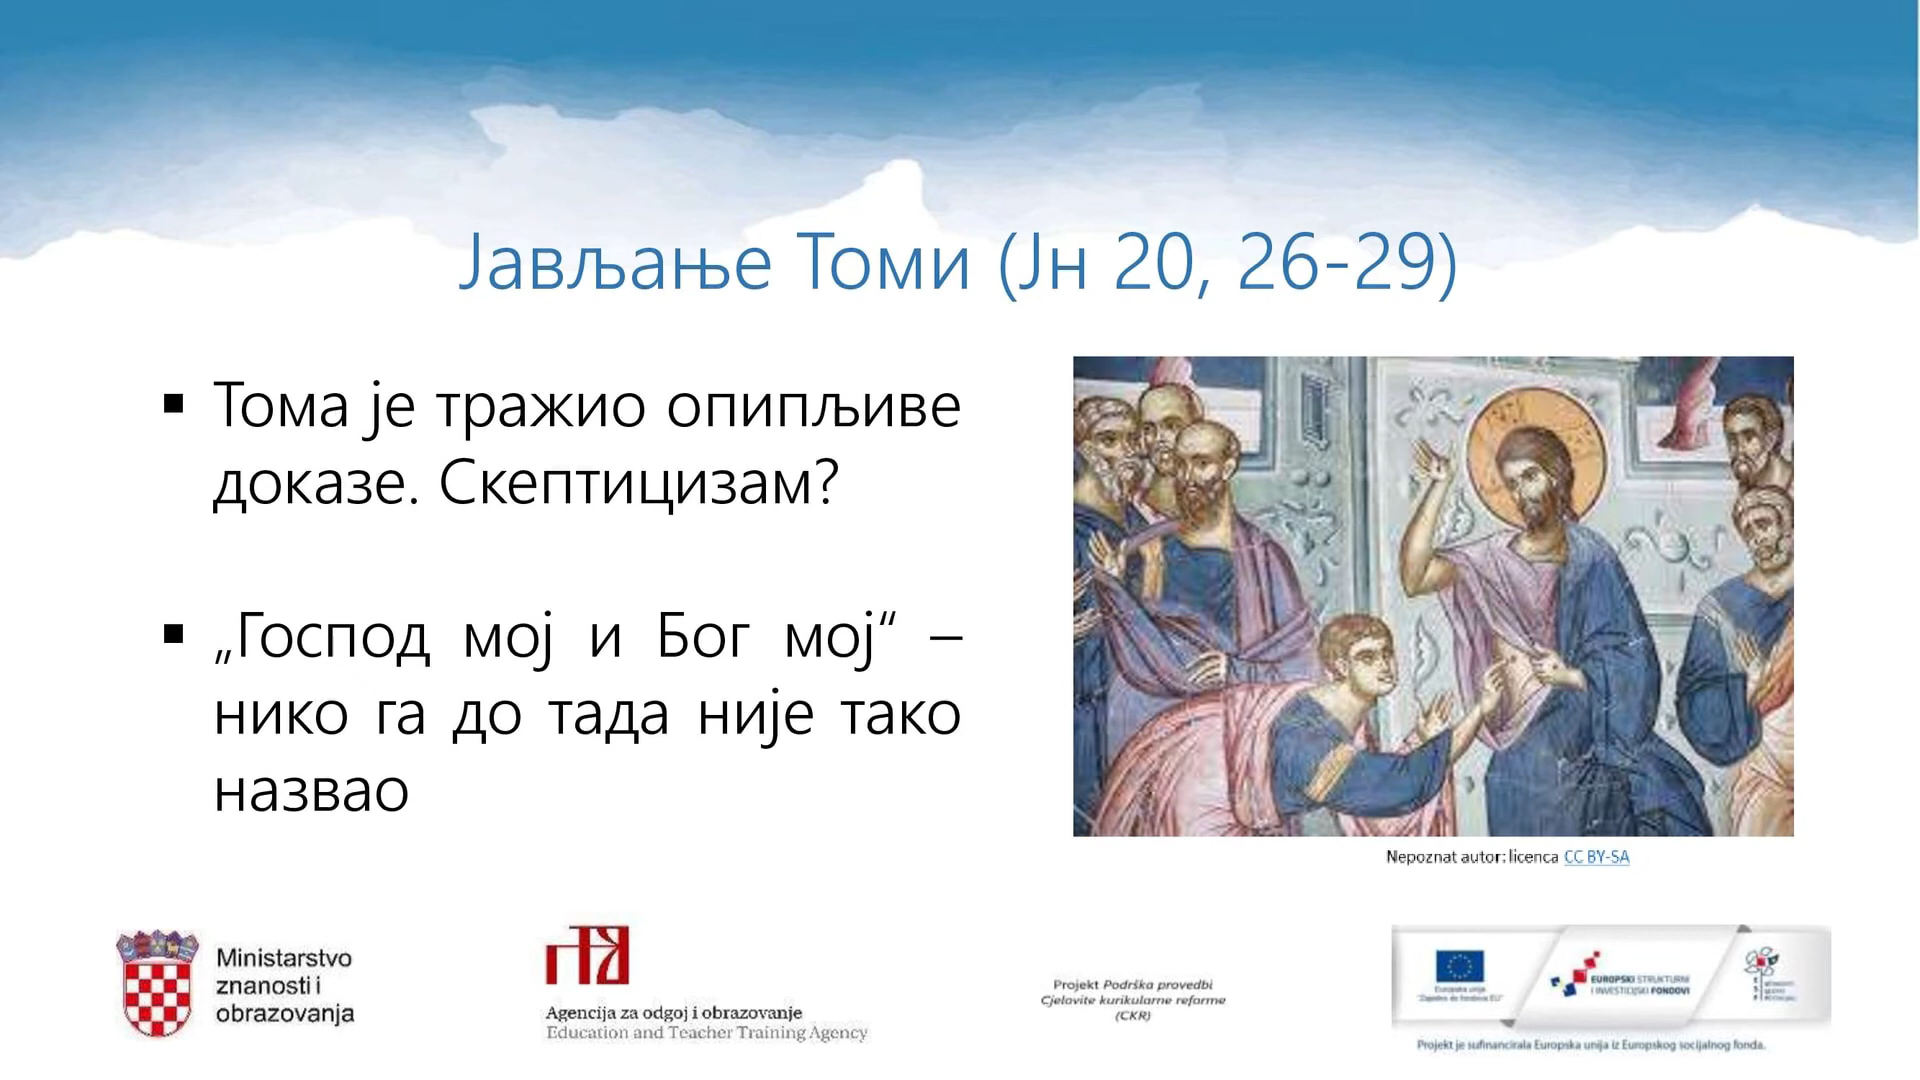 Јављање Томи (Јн 20, 26-29)
▪ Тома је тражио опипљиве
доказе. Скептицизам?
▪ „Господ мој и Бог мој“ –
нико га до тада није тако
назвао
Nepoznat autor: licenca CC BY-SA
Ministarstvo
znanosti i
obrazovanja
Agencija za odgoj i obrazovanje
Education and Teacher Training Agency
Projekt Podrška provedbi
Cjelovite kurikularne reforme
(CKR)
Europska unija
"Zajedno do fondova EU"
EUROPSKI STRUKTURNI
I INVESTICIJSKI FONDOVI
Projekt je sufinancirala Europska unija iz Europskog socijalnog fonda.